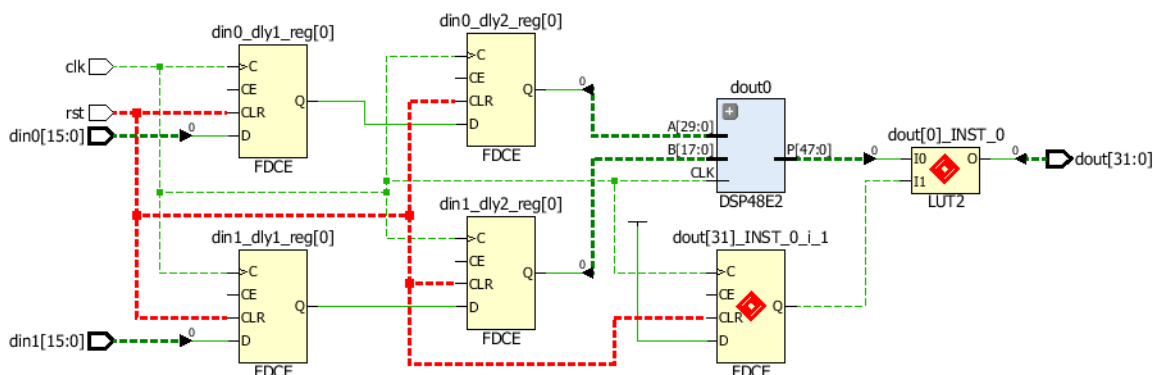 clk
rst
din0[15:0]
0
din0_dly1_reg[0]
C
CE
CLR
D
Q
FDCE
din0_dly2_reg[0]
C
CE
CLR
D
Q
FDCE
0
din1[15:0]
0
din1_dly1_reg[0]
C
CE
CLR
D
Q
FDCE
din1_dly2_reg[0]
C
CE
CLR
D
Q
FDCE
0
dout0
+
A[29:0]
B[17:0]
CLK
P[47:0]
DSP48E2
dout[31]_INST_0_i_1
C
CE
CLR
D
Q
FDCE
dout[0]_INST_0
0
I0
I1
O
LUT2
0
dout[31:0]